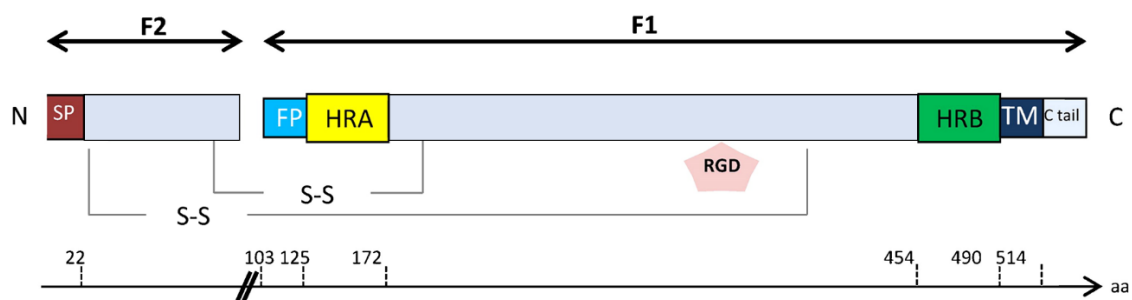 F2 F1
N SP FP HRA HRB TM C tail C
RGD
S-S
S-S
22 103 125 172 454 490 514
aa